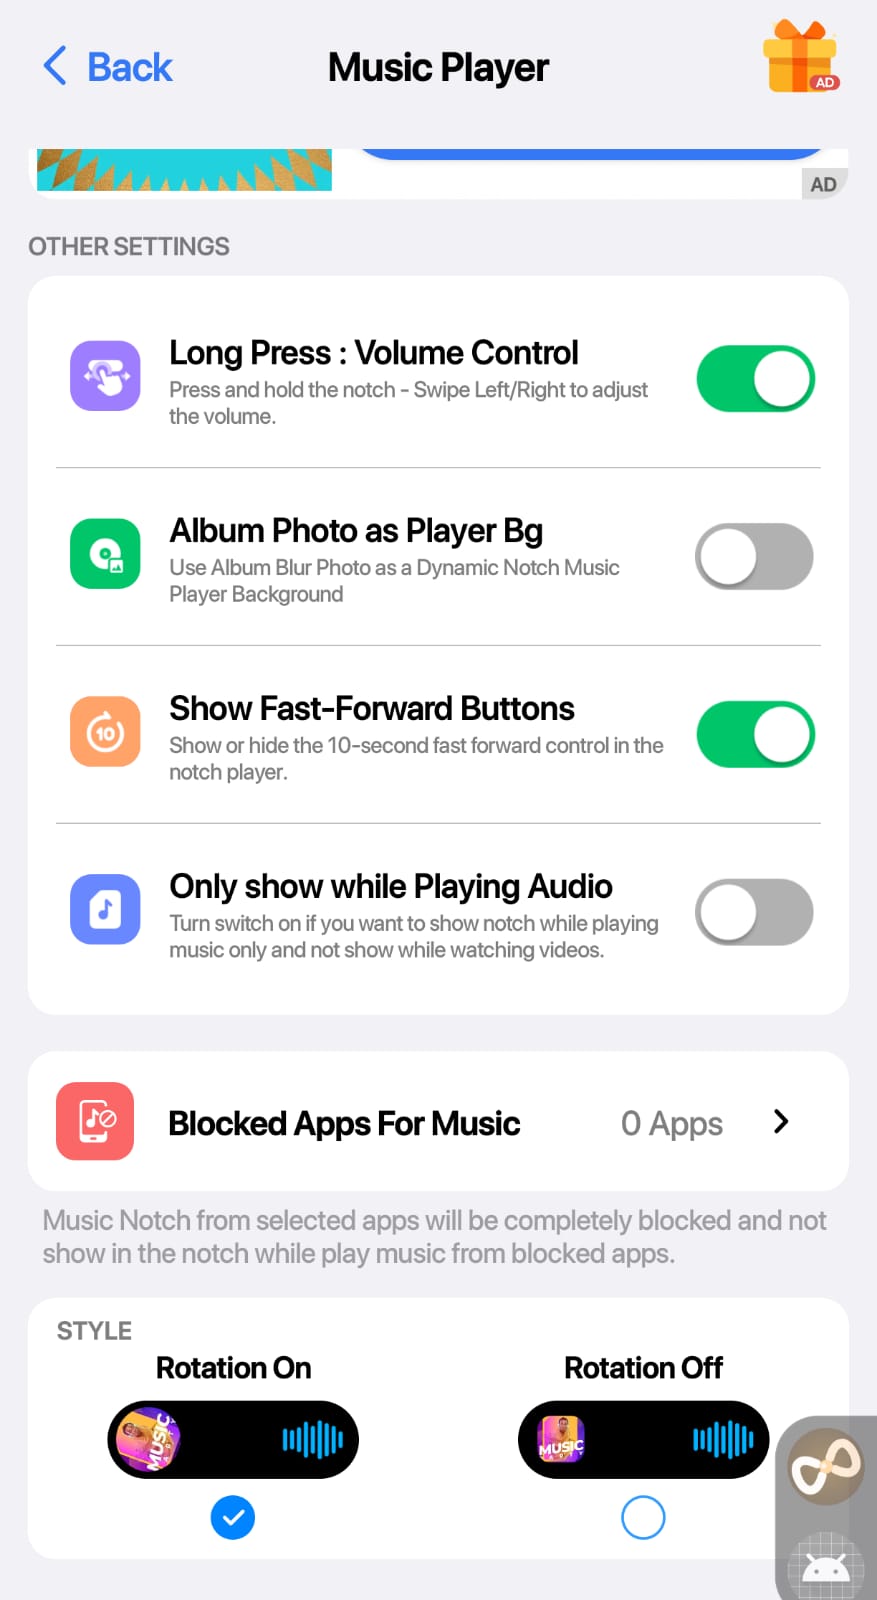 Back
Music Player
AD
AD
OTHER SETTINGS
Long Press : Volume Control
Press and hold the notch - Swipe Left/Right to adjust
the volume.
Album Photo as Player Bg
Use Album Blur Photo as a Dynamic Notch Music
Player Background
10
Show Fast-Forward Buttons
Show or hide the 10-second fast forward control in the
notch player.
Only show while Playing Audio
Turn switch on if you want to show notch while playing
music only and not show while watching videos.
Blocked Apps For Music
0 Apps
Music Notch from selected apps will be completely blocked and not
show in the notch while play music from blocked apps.
STYLE
Rotation On
Rotation Off
MUSIC
MUSIC